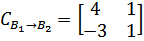 C_{B_1→B_2} = [ 4 1
−3 1 ]